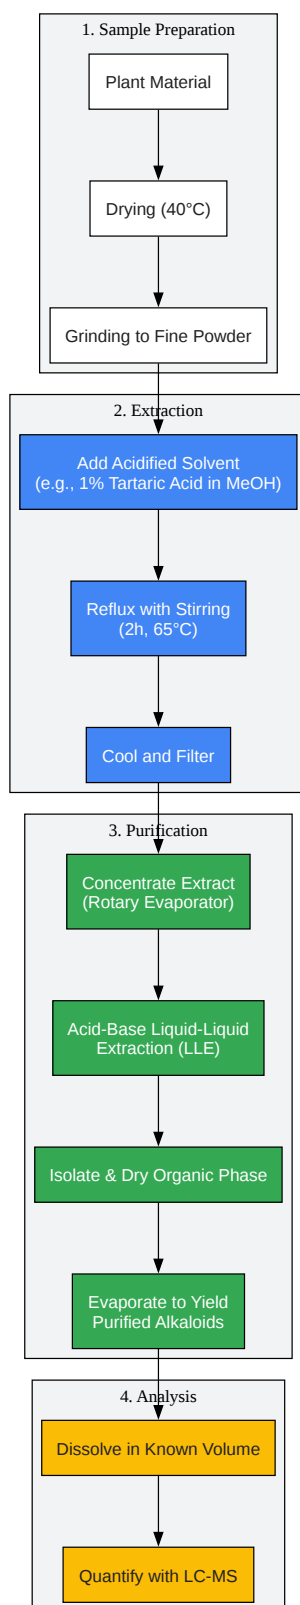 1. Sample Preparation
Plant Material
Drying (40°C)
Grinding to Fine Powder
2. Extraction
Add Acidified Solvent
(e.g., 1% Tartaric Acid in MeOH)
Reflux with Stirring
(2h, 65°C)
Cool and Filter
3. Purification
Concentrate Extract
(Rotary Evaporator)
Acid-Base Liquid-Liquid
Extraction (LLE)
Isolate & Dry Organic Phase
Evaporate to Yield
Purified Alkaloids
4. Analysis
Dissolve in Known Volume
Quantify with LC-MS